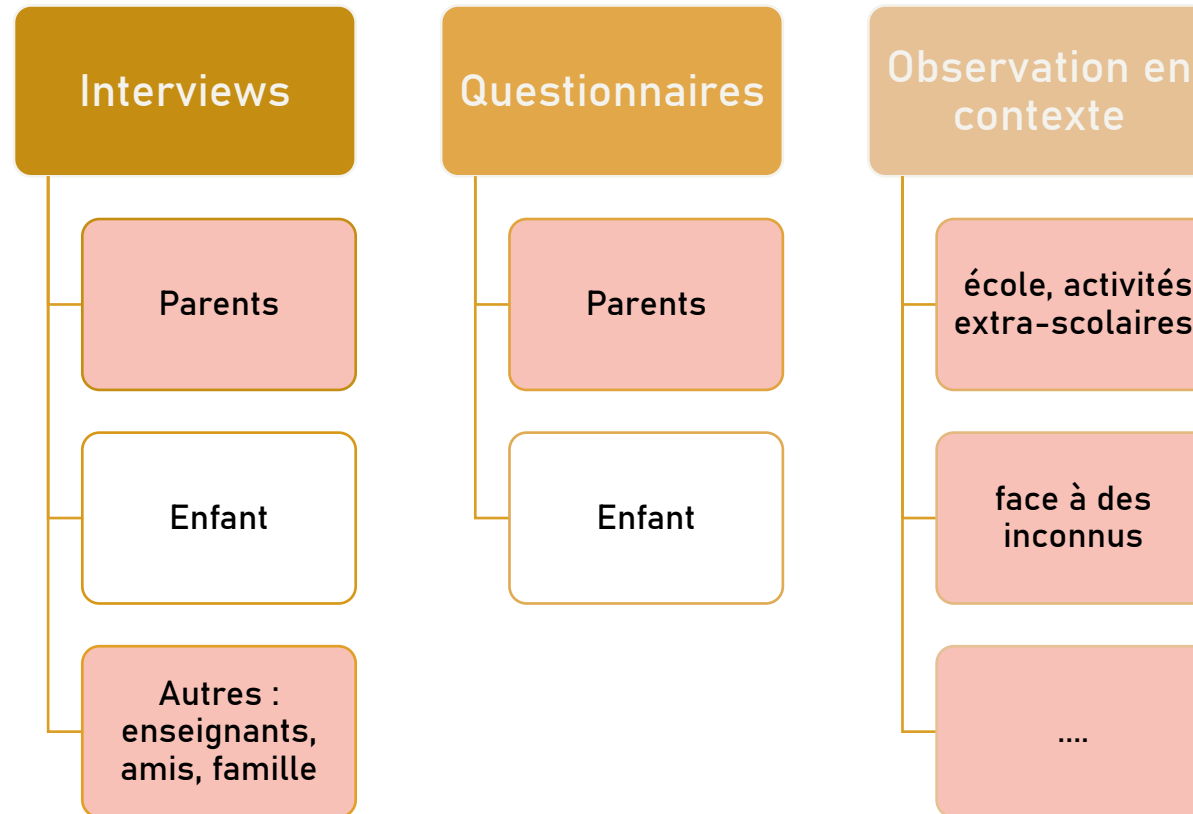 Interviews
Parents
Enfant
Autres :
enseignants,
amis, famille
Questionnaires
Parents
Enfant
Observation en
contexte
école, activités
extra-scolaires
face à des
inconnus
....